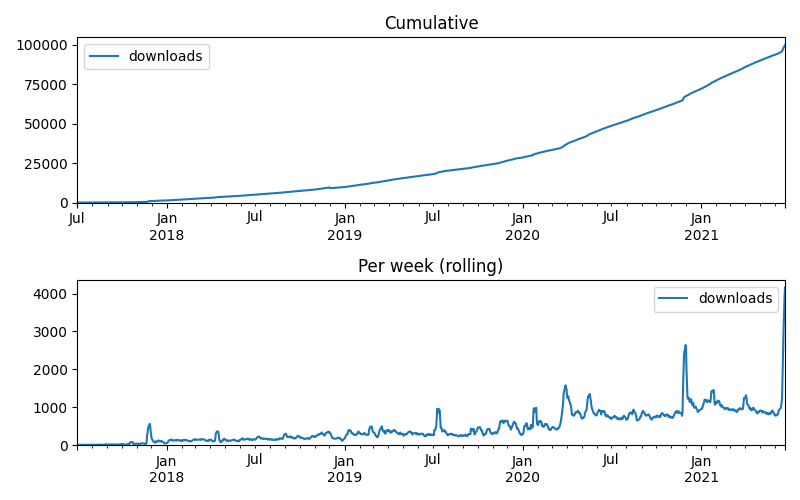 Cumulative
100000
75000
50000
25000
0
downloads
Jul Jan Jul Jan Jul Jan Jul Jan
2018 2019 2020 2021
Per week (rolling)
4000
3000
2000
1000
0
downloads
Jan Jul Jan Jul Jan Jul Jan
2018 2019 2020 2021